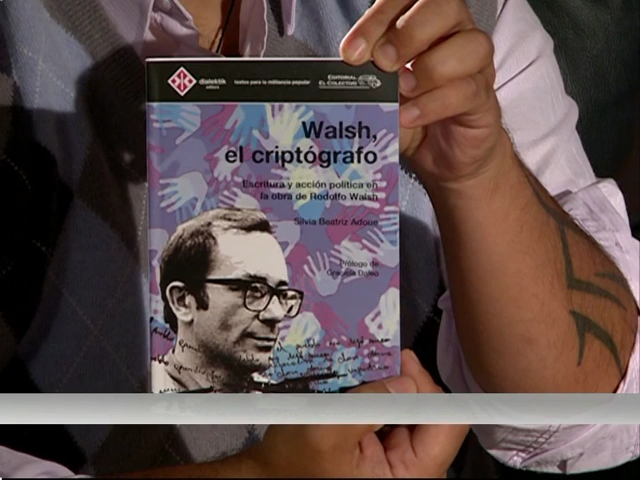 dialektik
editora
textos para la militancia popular
EDITORIAL
EL COLECTIVO
Walsh,
el criptógrafo
Escritura y acción política en
la obra de Rodolfo Walsh
Silvia Beatriz Adoue
Prólogo de
Graciela Daleo